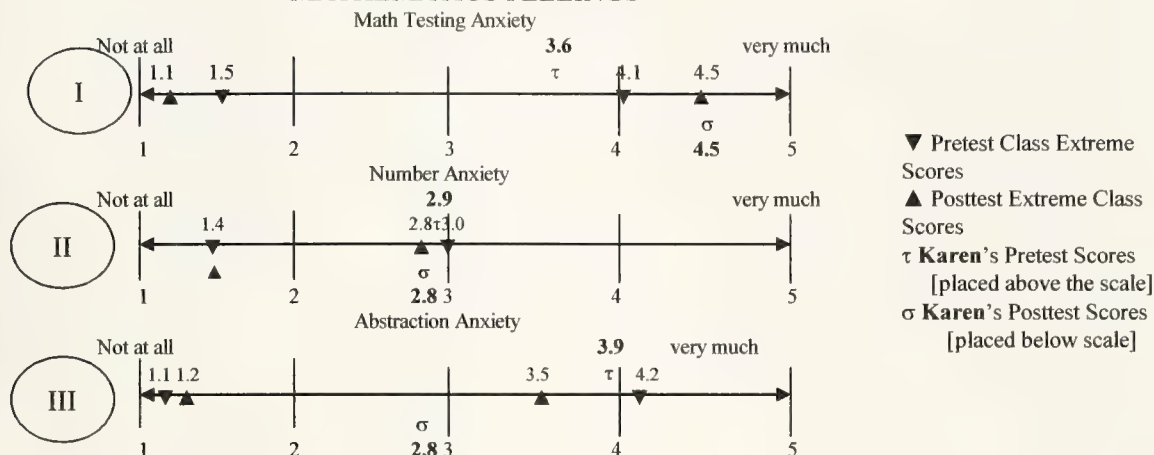 Math Testing Anxiety
Not at all 3.6 very much
1.1 1.5 τ 4.1 4.5
I
σ
1 2 3 4 4.5 5
Number Anxiety
Not at all 2.9 very much
1.4 2.8τ3.0
II
σ
1 2 2.8 3 4 5
Abstraction Anxiety
Not at all 3.9 very much
1.1 1.2 3.5 τ 4.2
III
σ
1 2 2.8 3 4 5
▼ Pretest Class Extreme
Scores
▲ Posttest Extreme Class
Scores
τ Karen's Pretest Scores
[placed above the scale]
σ Karen's Posttest Scores
[placed below scale]